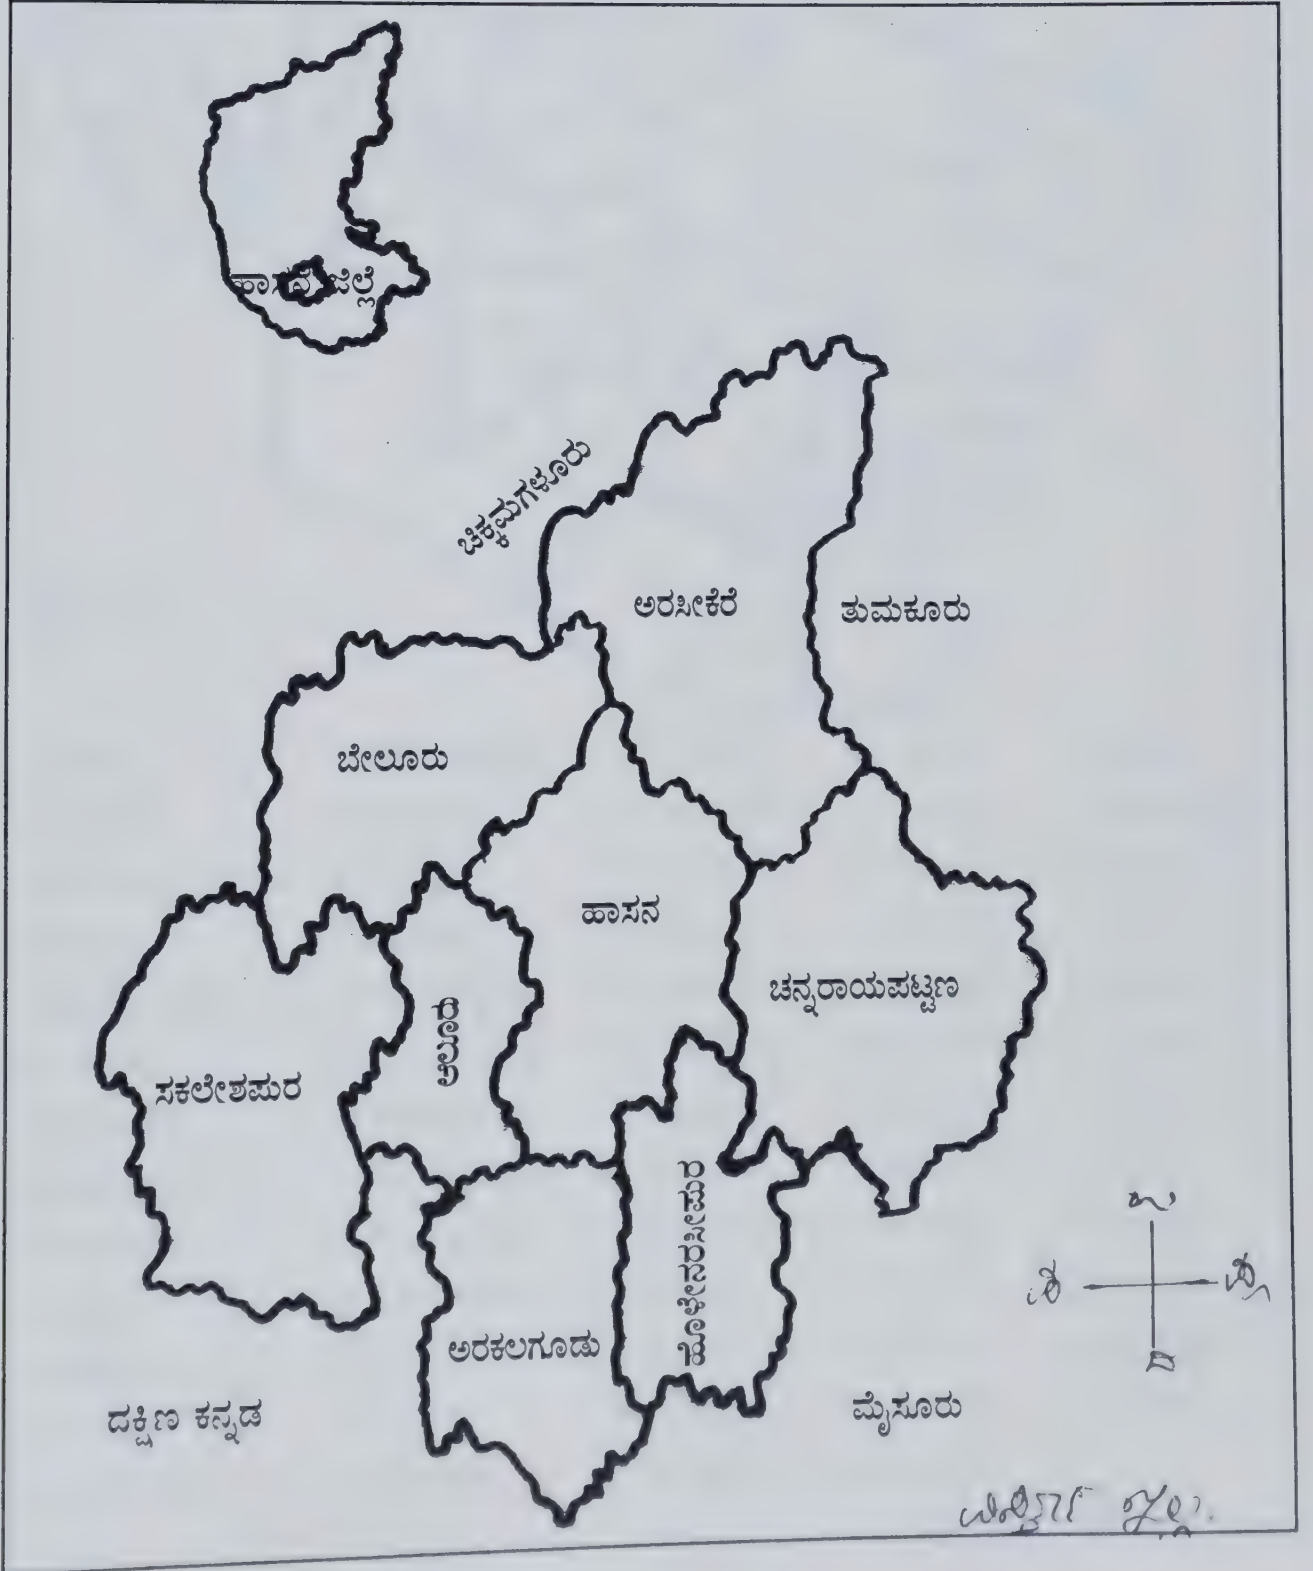 ಹಾಸನ ಜಿಲ್ಲೆ
ಚಿಕ್ಕಮಗಳೂರು
ಅರಸೀಕೆರೆ
ತುಮಕೂರು
ಬೇಲೂರು
ಹಾಸನ
ಚನ್ನರಾಯಪಟ್ಟಣ
ಆಲೂರು
ಸಕಲೇಶಪುರ
ಹೊಳೇನರಸೀಪುರ
ಅರಕಲಗೂಡು
ದಕ್ಷಿಣ ಕನ್ನಡ
ಮೈಸೂರು